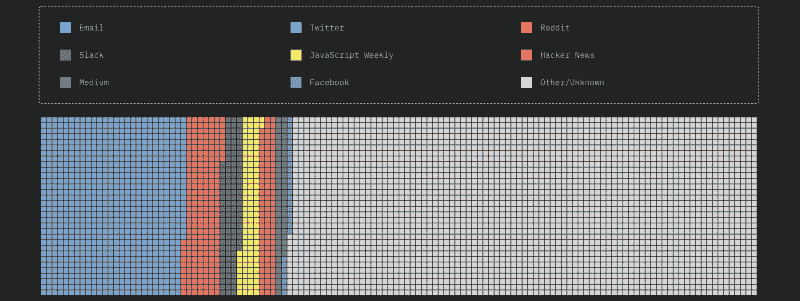 Email
Twitter
Reddit
Slack
JavaScript Weekly
Hacker News
Medium
Facebook
Other/Unknown